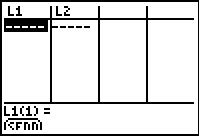 L1 L2
----- -----
L1(1) =